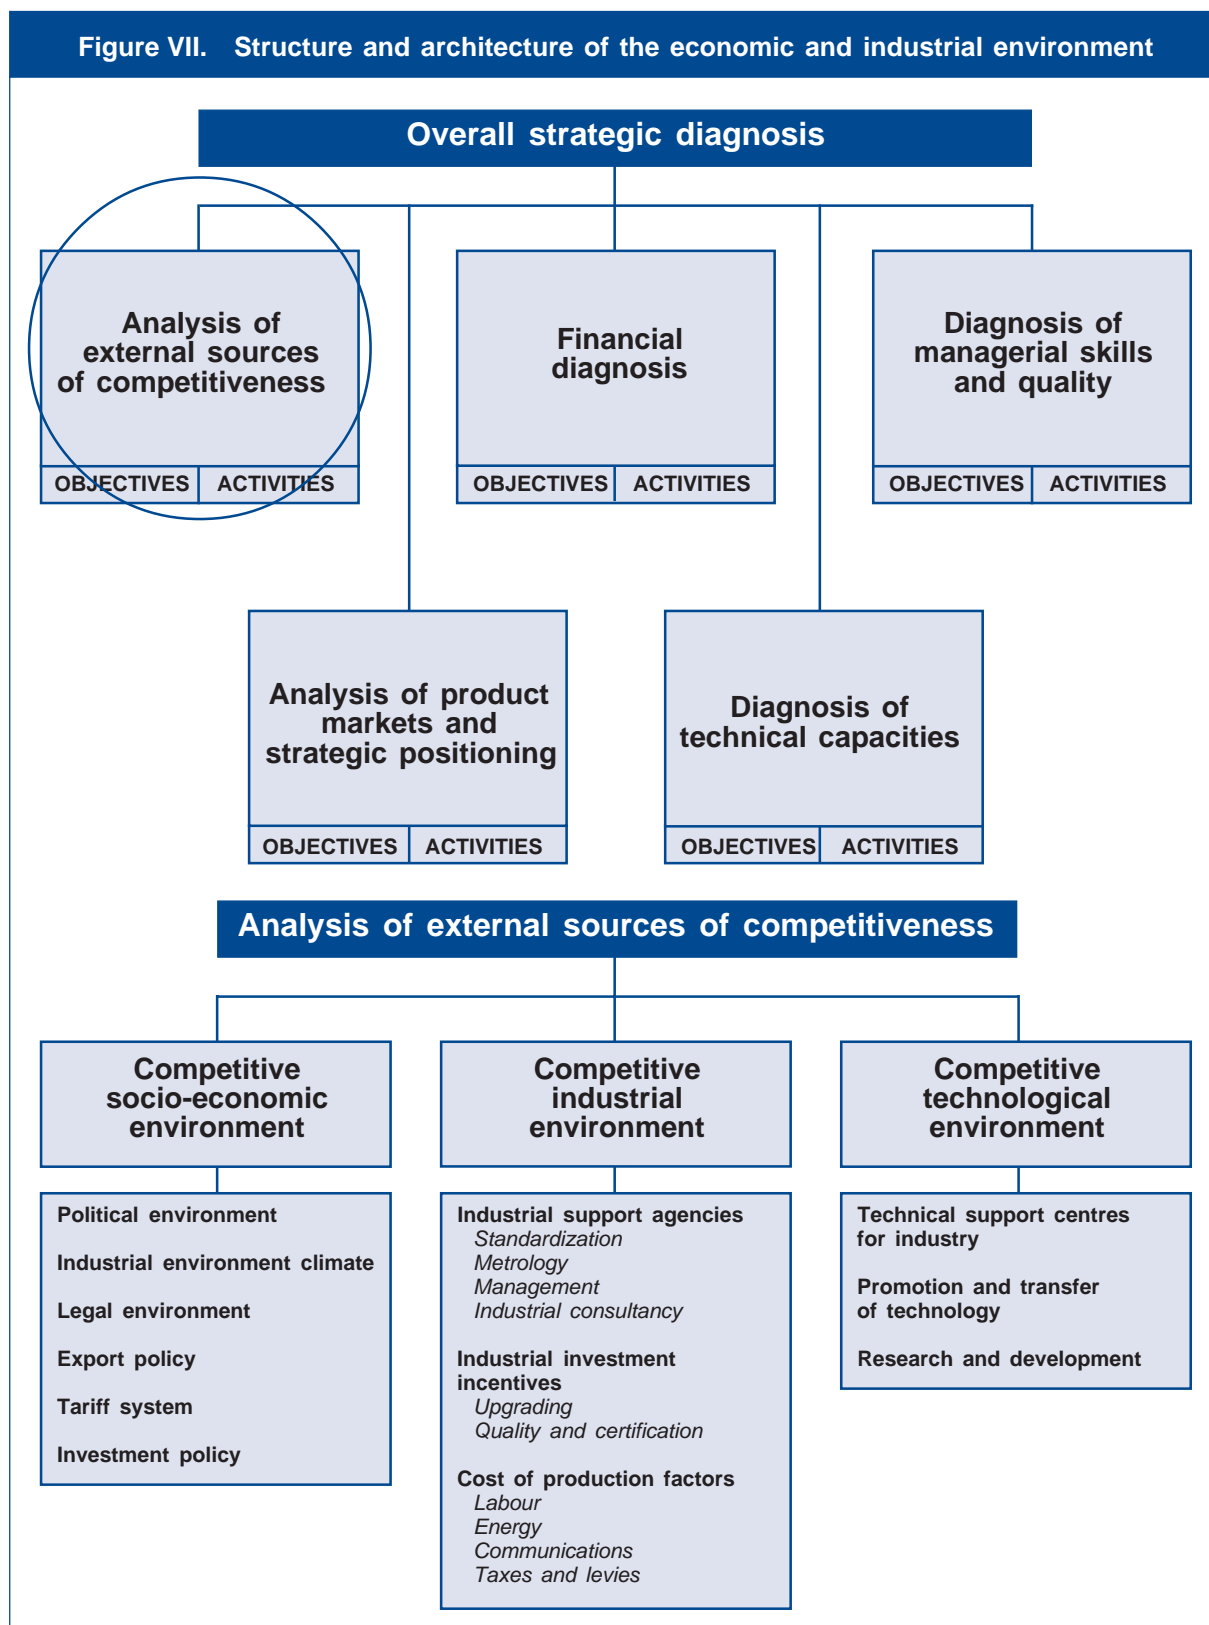 Figure VII. Structure and architecture of the economic and industrial environment
Overall strategic diagnosis
Analysis of
external sources
of competitiveness
OBJECTIVES ACTIVITIES
Financial
diagnosis
OBJECTIVES ACTIVITIES
Diagnosis of
managerial skills
and quality
OBJECTIVES ACTIVITIES
Analysis of product
markets and
strategic positioning
OBJECTIVES ACTIVITIES
Diagnosis of
technical capacities
OBJECTIVES ACTIVITIES
Analysis of external sources of competitiveness
Competitive
socio-economic
environment
Political environment
Industrial environment climate
Legal environment
Export policy
Tariff system
Investment policy
Competitive
industrial
environment
Industrial support agencies
Standardization
Metrology
Management
Industrial consultancy
Industrial investment
incentives
Upgrading
Quality and certification
Cost of production factors
Labour
Energy
Communications
Taxes and levies
Competitive
technological
environment
Technical support centres
for industry
Promotion and transfer
of technology
Research and development